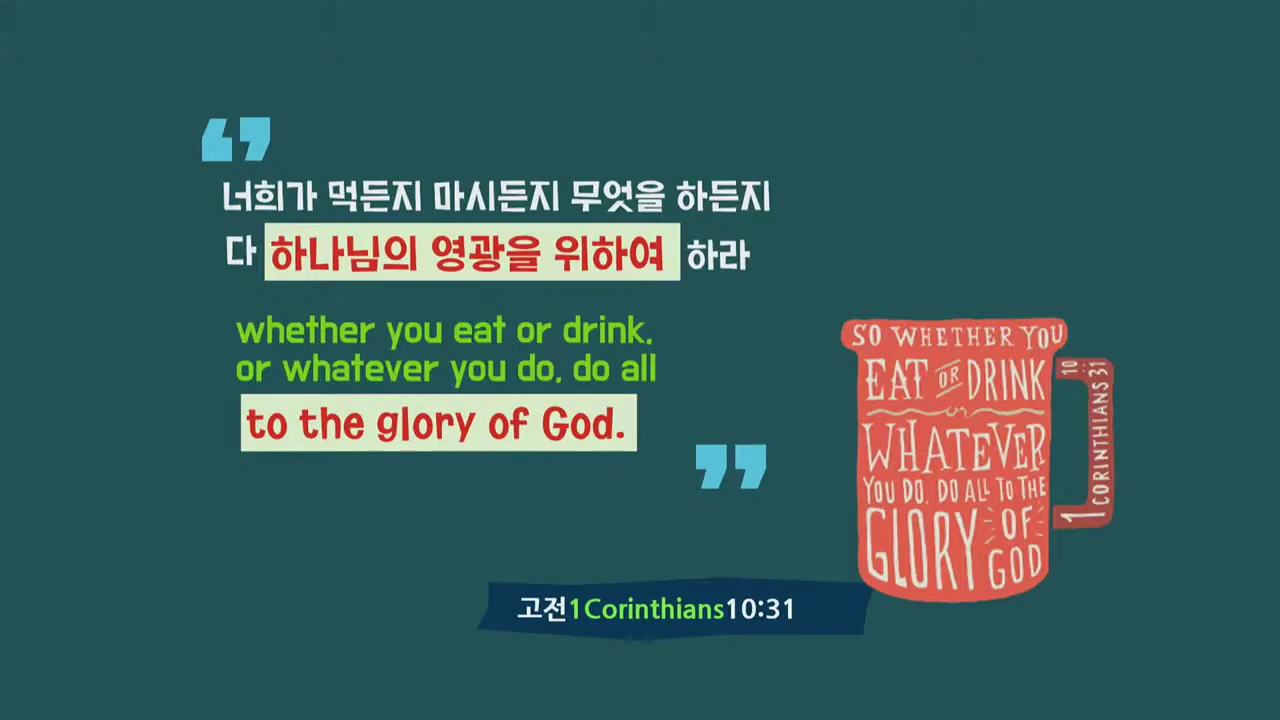 너희가 먹든지 마시든지 무엇을 하든지
다 하나님의 영광을 위하여 하라
whether you eat or drink,
or whatever you do, do all
to the glory of God.
SO WHETHER YOU
EAT OR DRINK
or
WHATEVER
YOU DO, DO ALL TO THE
GLORY OF
GOD
1 CORINTHIANS 10:31
고전1Corinthians10:31